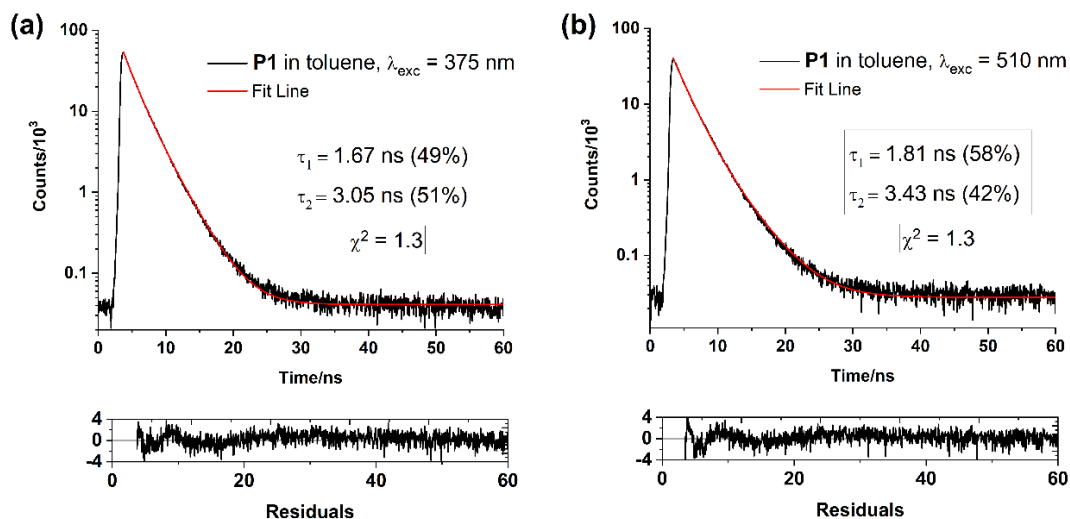 (a)
P1 in toluene, λexc = 375 nm
Fit Line
τ1 = 1.67 ns (49%)
τ2 = 3.05 ns (51%)
χ² = 1.3
Counts/10³
100
10
1
0.1
0 10 20 30 40 50 60
Time/ns
4
0
-4
0 20 40 60
Residuals
(b)
P1 in toluene, λexc = 510 nm
Fit Line
τ1 = 1.81 ns (58%)
τ2 = 3.43 ns (42%)
χ² = 1.3
Counts/10³
100
10
1
0.1
0 10 20 30 40 50 60
Time/ns
4
0
-4
0 20 40 60
Residuals